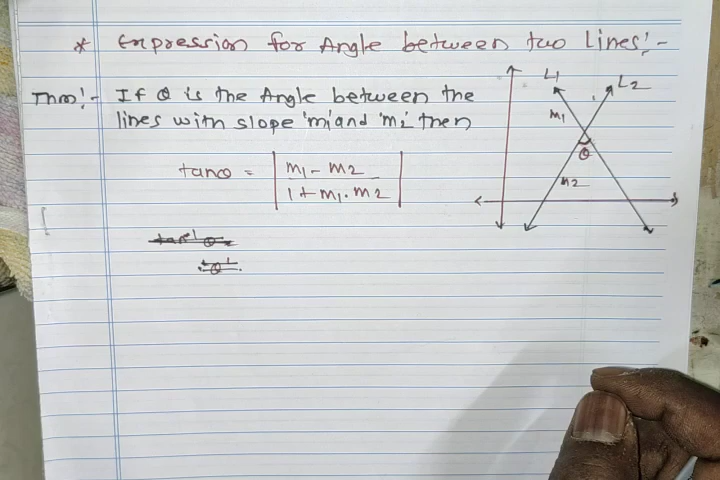 * Expression for Angle between two Lines:-
Thm:- If θ is the Angle between the
lines with slope 'm1' and 'm2' then
tanθ = | m1 - m2 / 1 + m1 . m2 |
L1
L2
m1
θ
m2